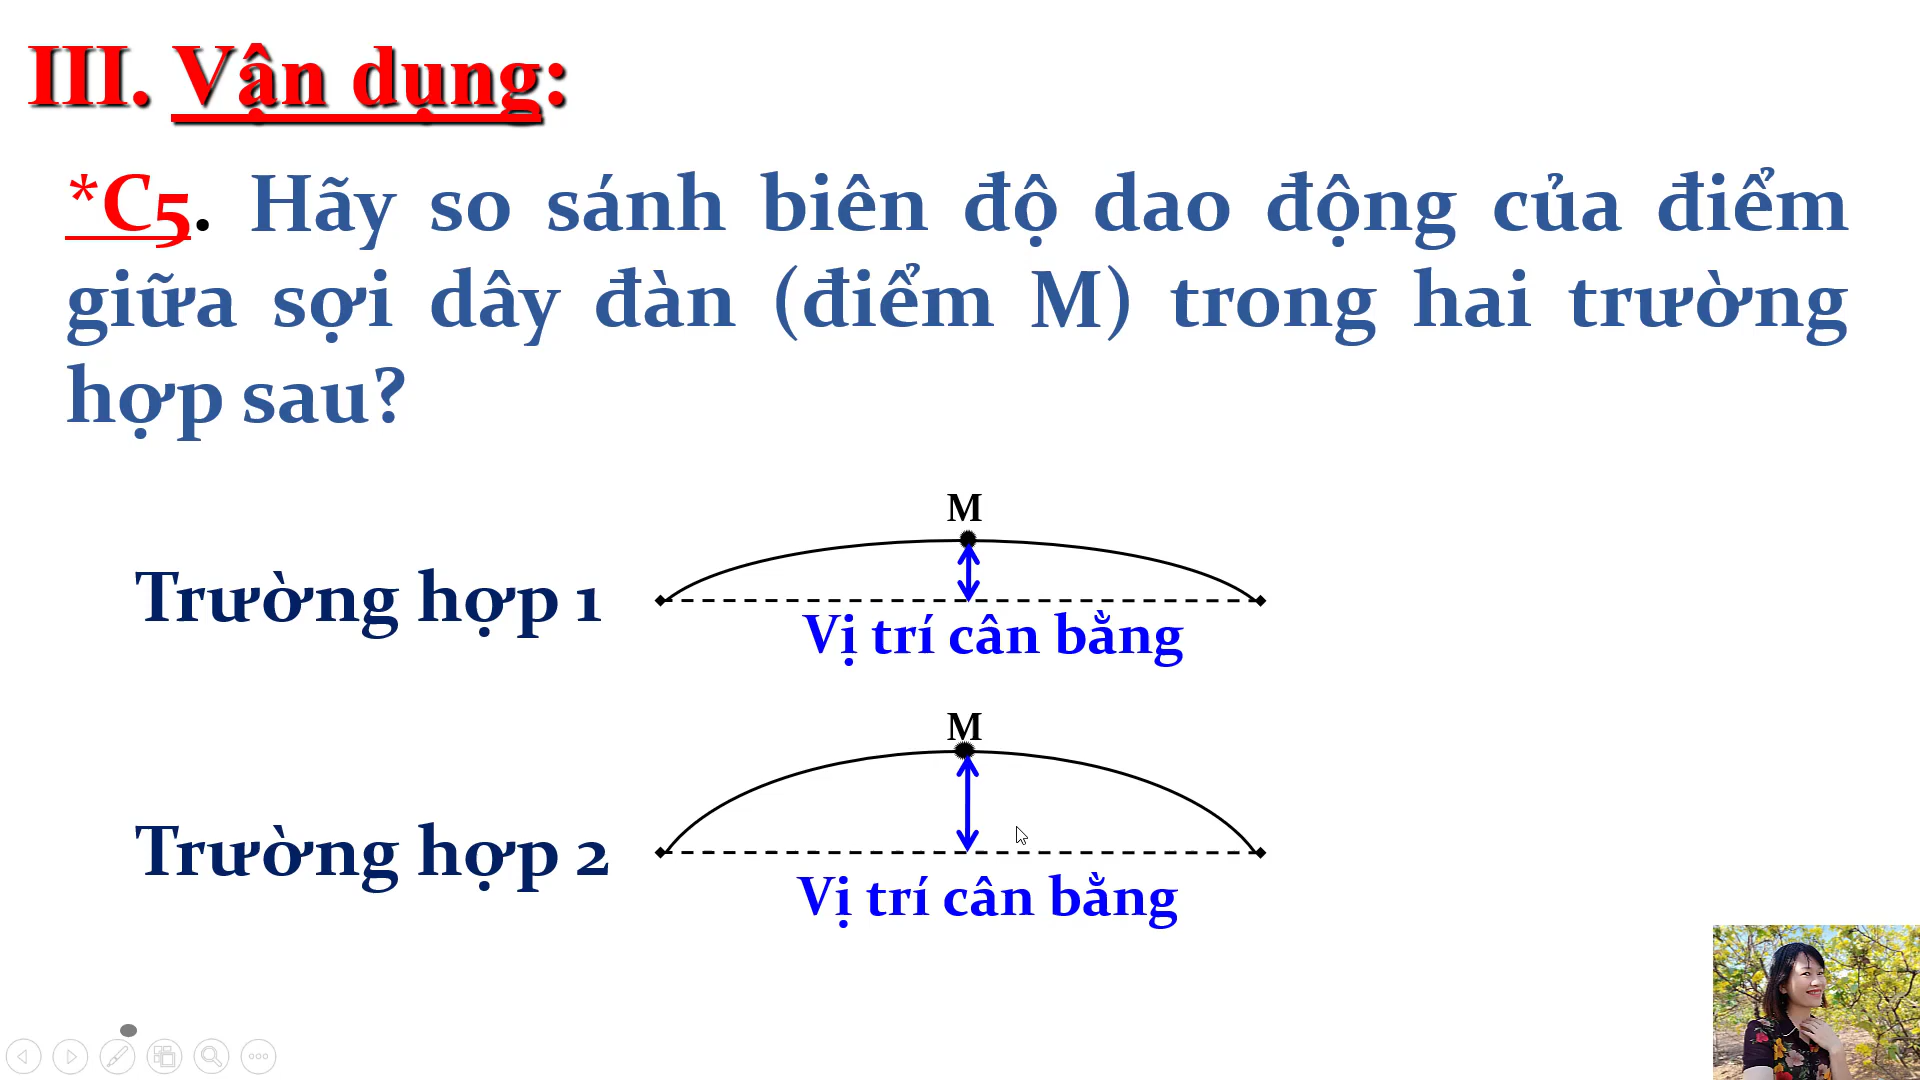 III. Vận dụng:
*C5. Hãy so sánh biên độ dao động của điểm
giữa sợi dây đàn (điểm M) trong hai trường
hợp sau?
M
Trường hợp 1
Vị trí cân bằng
M
Trường hợp 2
Vị trí cân bằng